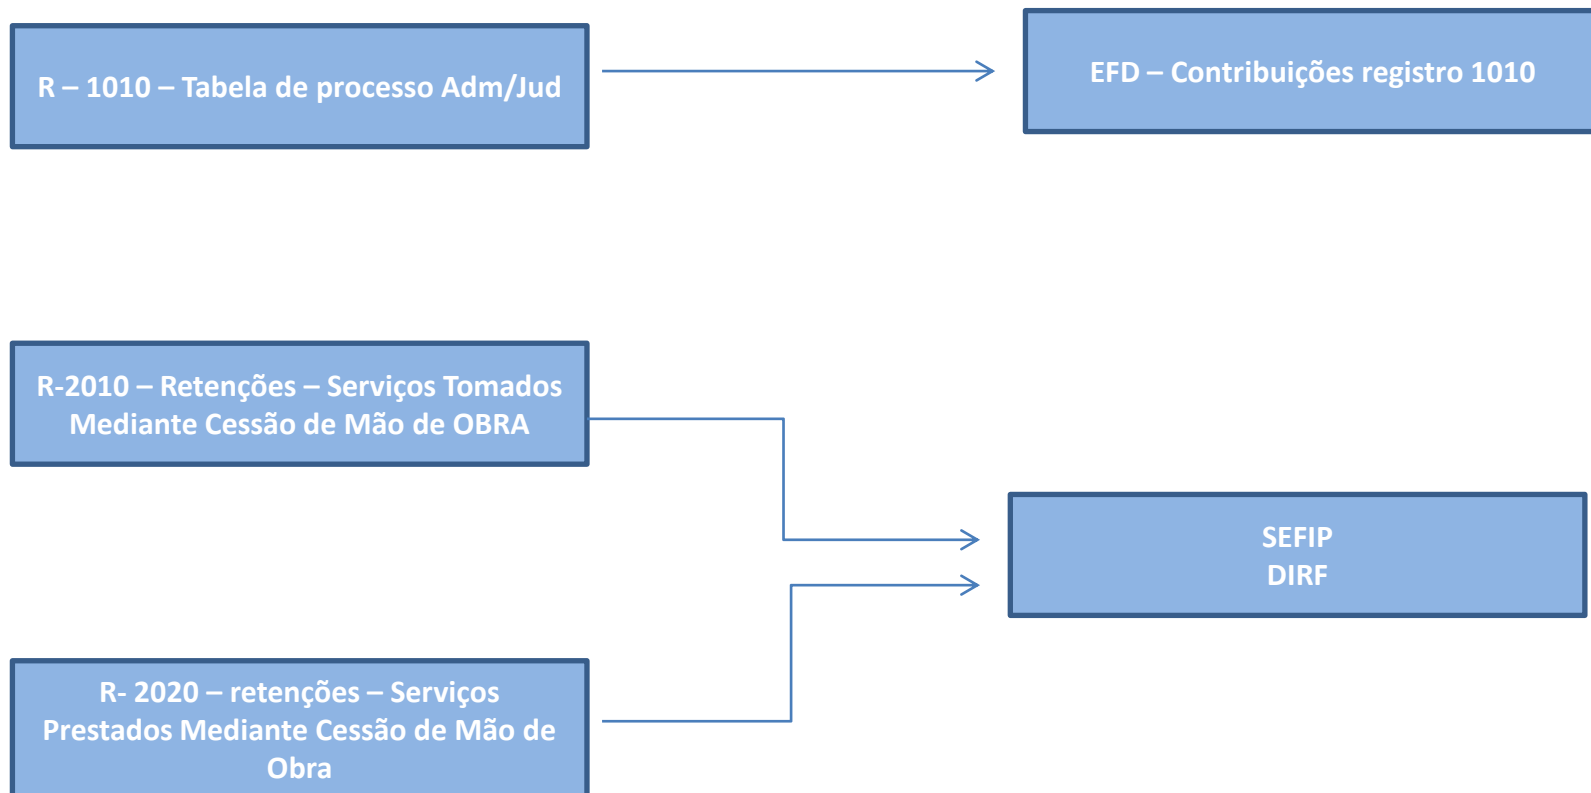 R – 1010 – Tabela de processo Adm/Jud
EFD – Contribuições registro 1010
R-2010 – Retenções – Serviços Tomados
Mediante Cessão de Mão de OBRA
SEFIP
DIRF
R- 2020 – retenções – Serviços
Prestados Mediante Cessão de Mão de
Obra